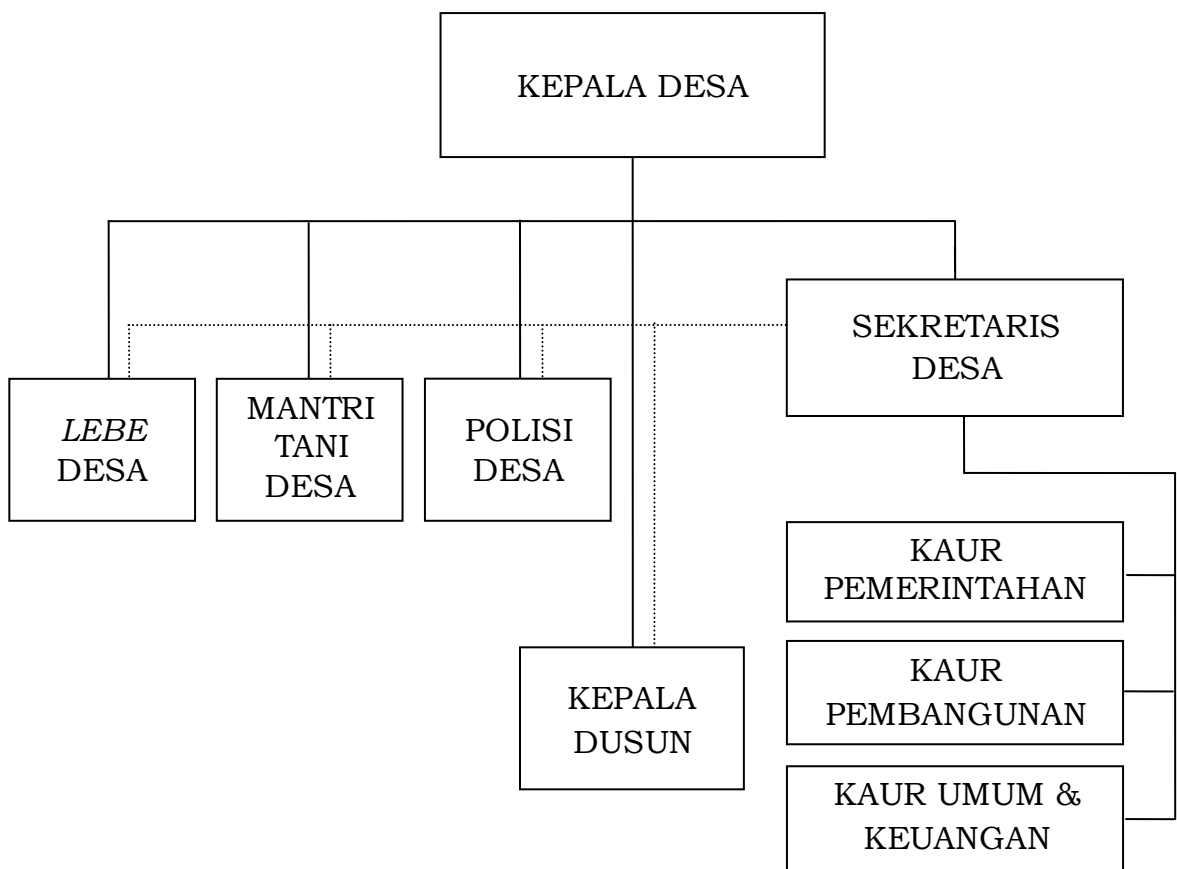 KEPALA DESA
SEKRETARIS
DESA
LEBE
DESA
MANTRI
TANI
DESA
POLISI
DESA
KAUR
PEMERINTAHAN
KEPALA
DUSUN
KAUR
PEMBANGUNAN
KAUR UMUM &
KEUANGAN